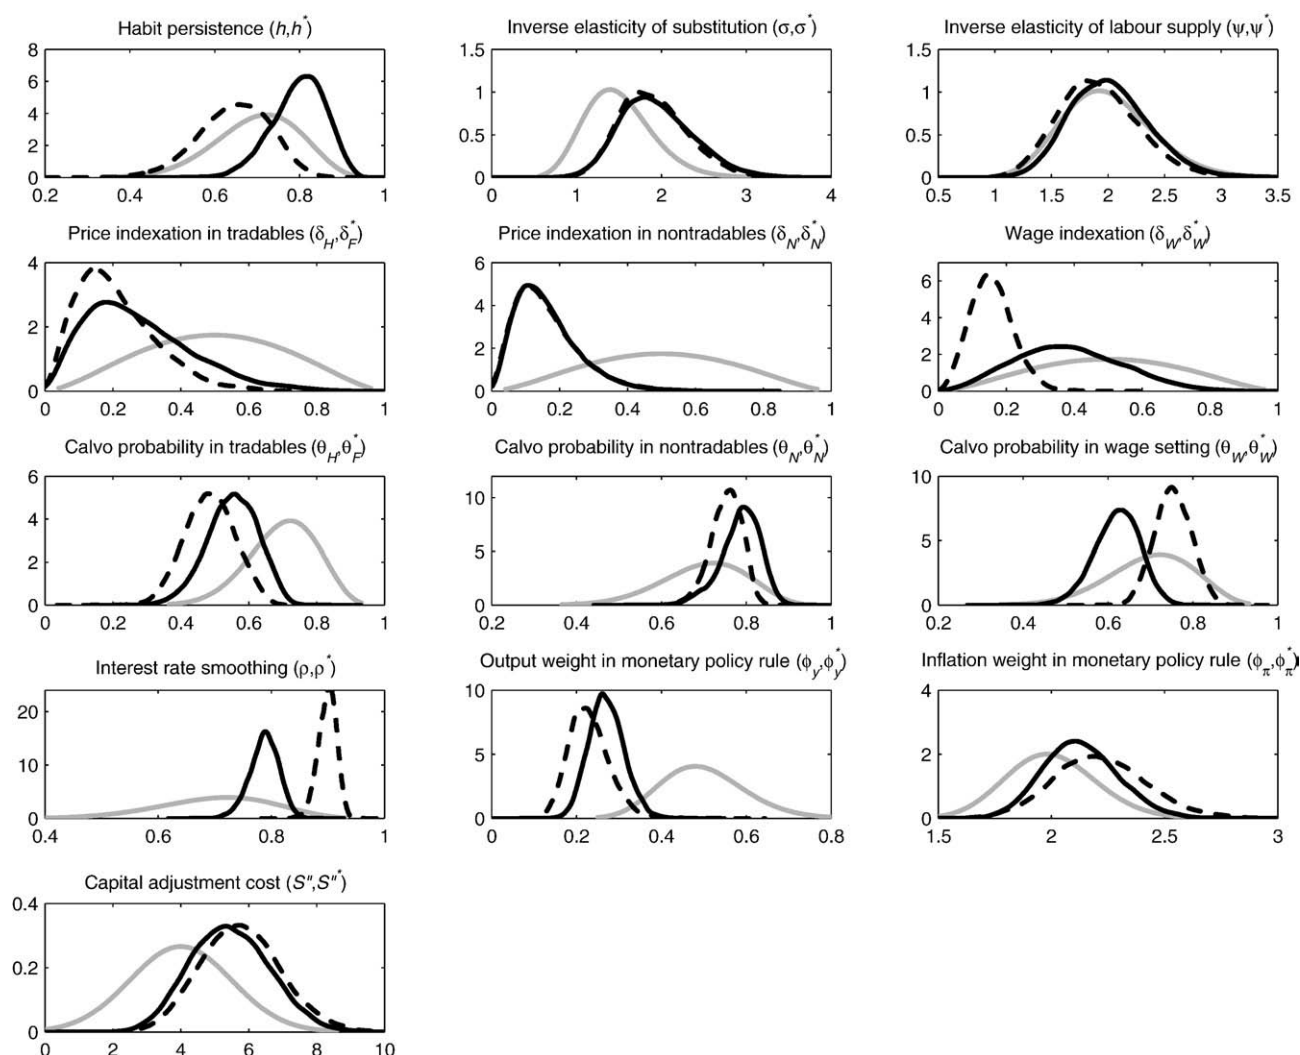 Habit persistence (h,h*)
8
6
4
2
0
0.2 0.4 0.6 0.8 1
Inverse elasticity of substitution (σ,σ*)
1.5
1
0.5
0
0 1 2 3 4
Inverse elasticity of labour supply (ψ,ψ*)
1.5
1
0.5
0
0.5 1 1.5 2 2.5 3 3.5
Price indexation in tradables (δH,δF*)
4
2
0
0 0.2 0.4 0.6 0.8 1
Price indexation in nontradables (δN,δN*)
6
4
2
0
0 0.2 0.4 0.6 0.8 1
Wage indexation (δW,δW*)
6
4
2
0
0 0.2 0.4 0.6 0.8 1
Calvo probability in tradables (θH,θF*)
6
4
2
0
0 0.2 0.4 0.6 0.8 1
Calvo probability in nontradables (θN,θN*)
10
5
0
0.2 0.4 0.6 0.8 1
Calvo probability in wage setting (θW,θW*)
10
5
0
0.2 0.4 0.6 0.8 1
Interest rate smoothing (ρ,ρ*)
20
10
0
0.4 0.6 0.8 1
Output weight in monetary policy rule (ϕy,ϕy*)
10
5
0
0 0.2 0.4 0.6 0.8
Inflation weight in monetary policy rule (ϕπ,ϕπ*)
4
2
0
1.5 2 2.5 3
Capital adjustment cost (S",S"*)
0.4
0.2
0
0 2 4 6 8 10